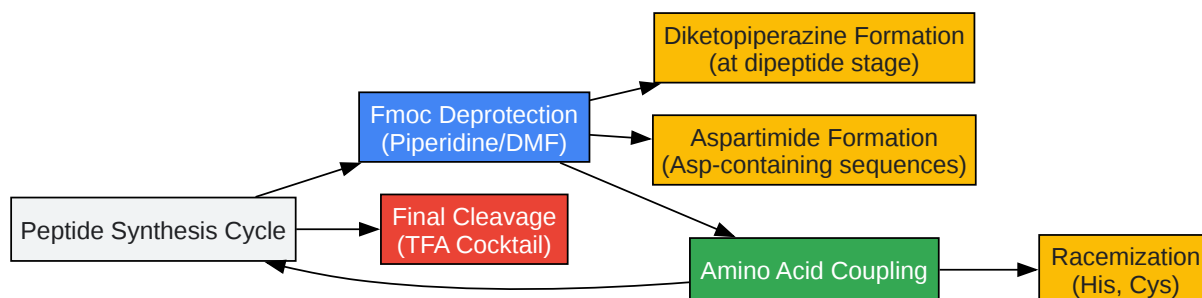 Diketopiperazine Formation
(at dipeptide stage)
Fmoc Deprotection
(Piperidine/DMF)
Aspartimide Formation
(Asp-containing sequences)
Peptide Synthesis Cycle
Final Cleavage
(TFA Cocktail)
Amino Acid Coupling
Racemization
(His, Cys)